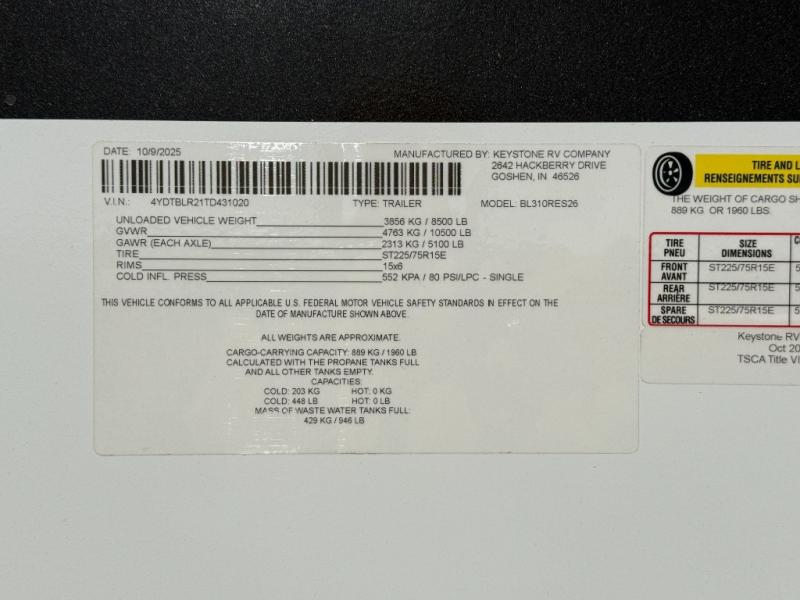 DATE: 10/9/2025
MANUFACTURED BY: KEYSTONE RV COMPANY
2642 HACKBERRY DRIVE
GOSHEN, IN 46526
V.I.N.: 4YDTBLR21TD431020 TYPE: TRAILER MODEL: BL310RES26
UNLOADED VEHICLE WEIGHT 3856 KG / 8500 LB
GVWR 4763 KG / 10500 LB
GAWR (EACH AXLE) 2313 KG / 5100 LB
TIRE ST225/75R15E
RIMS 15x6
COLD INFL. PRESS 552 KPA / 80 PSI/LPC - SINGLE
THIS VEHICLE CONFORMS TO ALL APPLICABLE U.S. FEDERAL MOTOR VEHICLE SAFETY STANDARDS IN EFFECT ON THE
DATE OF MANUFACTURE SHOWN ABOVE.
ALL WEIGHTS ARE APPROXIMATE.
CARGO-CARRYING CAPACITY: 889 KG / 1960 LB
CALCULATED WITH THE PROPANE TANKS FULL
AND ALL OTHER TANKS EMPTY.
CAPACITIES:
COLD: 203 KG HOT: 0 KG
COLD: 448 LB HOT: 0 LB
MASS OF WASTE WATER TANKS FULL:
429 KG / 946 LB
TIRE AND L
RENSEIGNEMENTS SU
THE WEIGHT OF CARGO SH
889 KG OR 1960 LBS.
TIRE
PNEU
SIZE
DIMENSIONS
C
FRONT
AVANT
ST225/75R15E
5
REAR
ARRIÈRE
ST225/75R15E
5
SPARE
DE SECOURS
ST225/75R15E
5
Keystone RV
Oct 20
TSCA Title VI